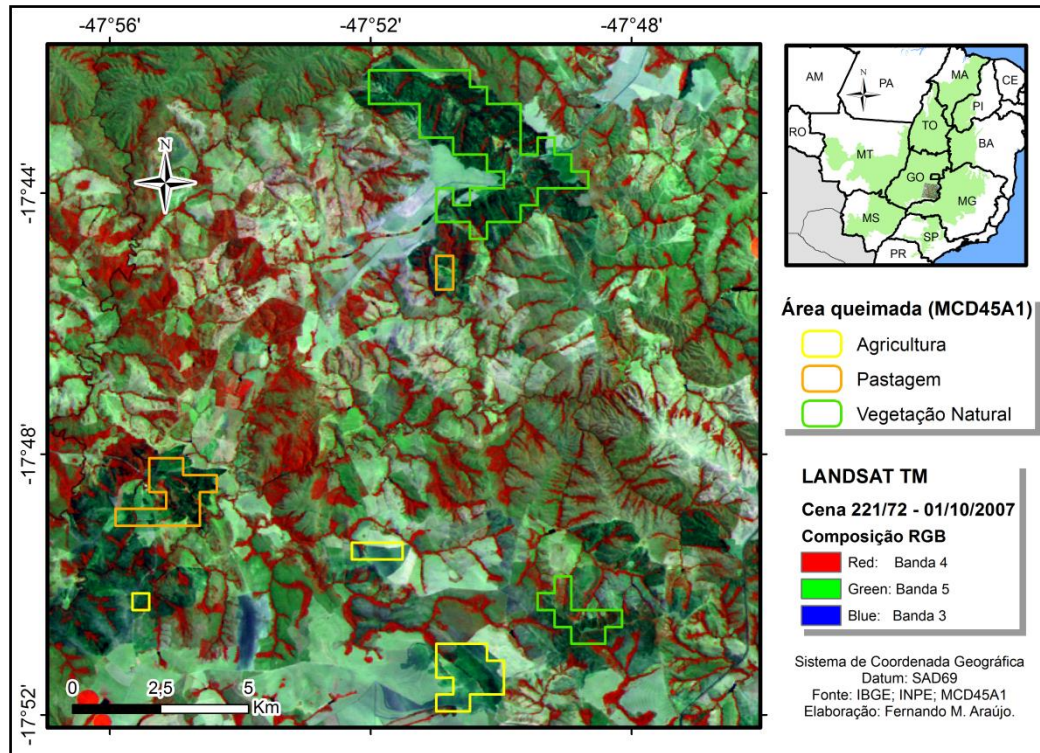 -47°56'
-47°52'
-47°48'
-17°44'
-17°48'
-17°52'
N
0 2,5 5
Km
N
AM
PA
MA
CE
PI
TO
RO
MT
BA
GO
MG
MS
SP
PR
Área queimada (MCD45A1)
Agricultura
Pastagem
Vegetação Natural
LANDSAT TM
Cena 221/72 - 01/10/2007
Composição RGB
Red: Banda 4
Green: Banda 5
Blue: Banda 3
Sistema de Coordenada Geográfica
Datum: SAD69
Fonte: IBGE; INPE; MCD45A1
Elaboração: Fernando M. Araújo.